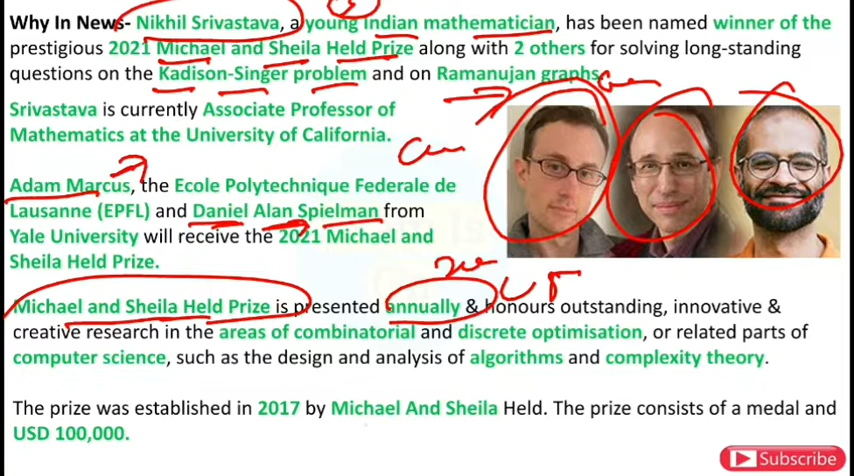 Why In News- Nikhil Srivastava, a young Indian mathematician, has been named winner of the
prestigious 2021 Michael and Sheila Held Prize along with 2 others for solving long-standing
questions on the Kadison-Singer problem and on Ramanujan graphs.
Srivastava is currently Associate Professor of
Mathematics at the University of California.
Adam Marcus, the Ecole Polytechnique Federale de
Lausanne (EPFL) and Daniel Alan Spielman from
Yale University will receive the 2021 Michael and
Sheila Held Prize.
Michael and Sheila Held Prize is presented annually & honours outstanding, innovative &
creative research in the areas of combinatorial and discrete optimisation, or related parts of
computer science, such as the design and analysis of algorithms and complexity theory.
The prize was established in 2017 by Michael And Sheila Held. The prize consists of a medal and
USD 100,000.
Subscribe